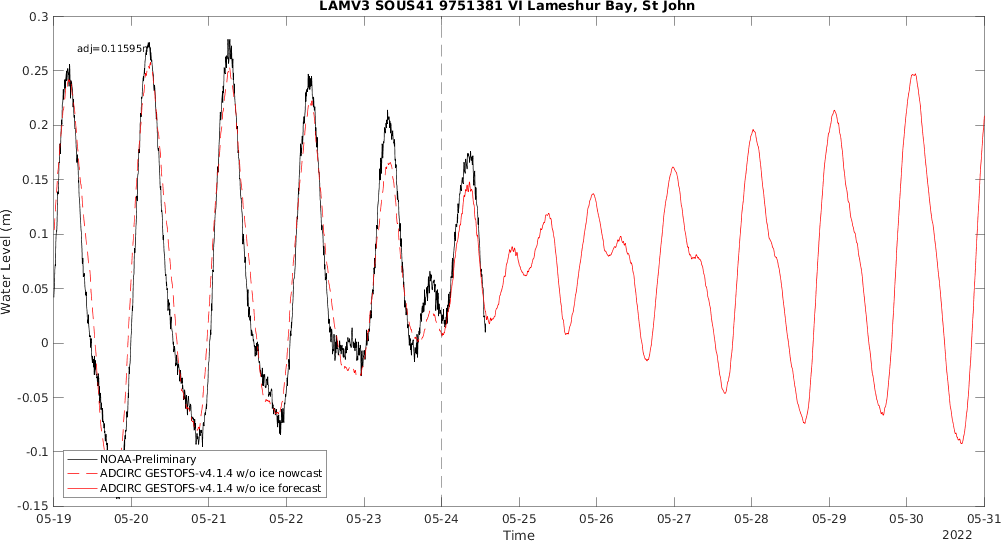 LAMV3 SOUS41 9751381 VI Lameshur Bay, St John
adj=0.11595m
Water Level (m)
0.3
0.25
0.2
0.15
0.1
0.05
0
-0.05
-0.1
-0.15
NOAA-Preliminary
ADCIRC GESTOFS-v4.1.4 w/o ice nowcast
ADCIRC GESTOFS-v4.1.4 w/o ice forecast
05-19 05-20 05-21 05-22 05-23 05-24 05-25 05-26 05-27 05-28 05-29 05-30 05-31
Time
2022